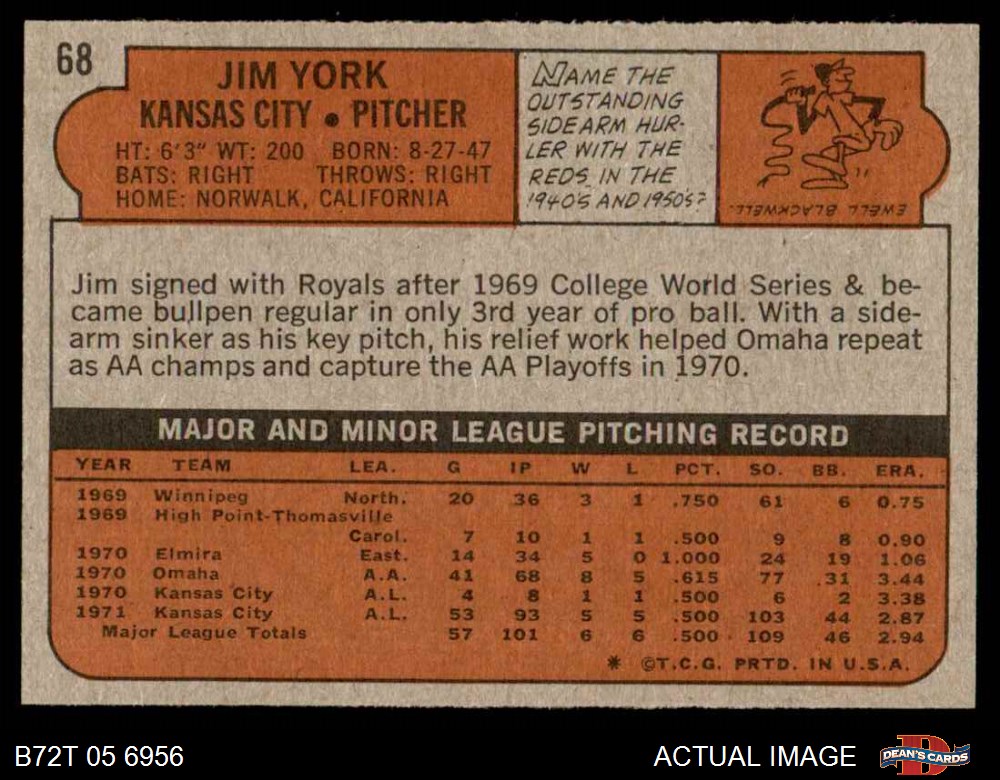 68
JIM YORK
KANSAS CITY • PITCHER
HT: 6'3" WT: 200 BORN: 8-27-47
BATS: RIGHT THROWS: RIGHT
HOME: NORWALK, CALIFORNIA
NAME THE
OUTSTANDING
SIDEARM HUR-
LER WITH THE
REDS IN THE
1940'S AND 1950'S?
EWELL BLACKWELL.
Jim signed with Royals after 1969 College World Series & be-
came bullpen regular in only 3rd year of pro ball. With a side-
arm sinker as his key pitch, his relief work helped Omaha repeat
as AA champs and capture the AA Playoffs in 1970.
MAJOR AND MINOR LEAGUE PITCHING RECORD
YEAR TEAM LEA. G IP W L PCT. SO. BB. ERA.
1969 Winnipeg North. 20 36 3 1 .750 61 6 0.75
1969 High Point-Thomasville
Carol. 7 10 1 1 .500 9 8 0.90
1970 Elmira East. 14 34 5 0 1.000 24 19 1.06
1970 Omaha A.A. 41 68 8 5 .615 77 31 3.44
1970 Kansas City A.L. 4 8 1 1 .500 6 2 3.38
1971 Kansas City A.L. 53 93 5 5 .500 103 44 2.87
Major League Totals 57 101 6 6 .500 109 46 2.94
* ©T.C.G. PRTD. IN U.S.A.
B72T 05 6956 ACTUAL IMAGE DEAN'S CARDS